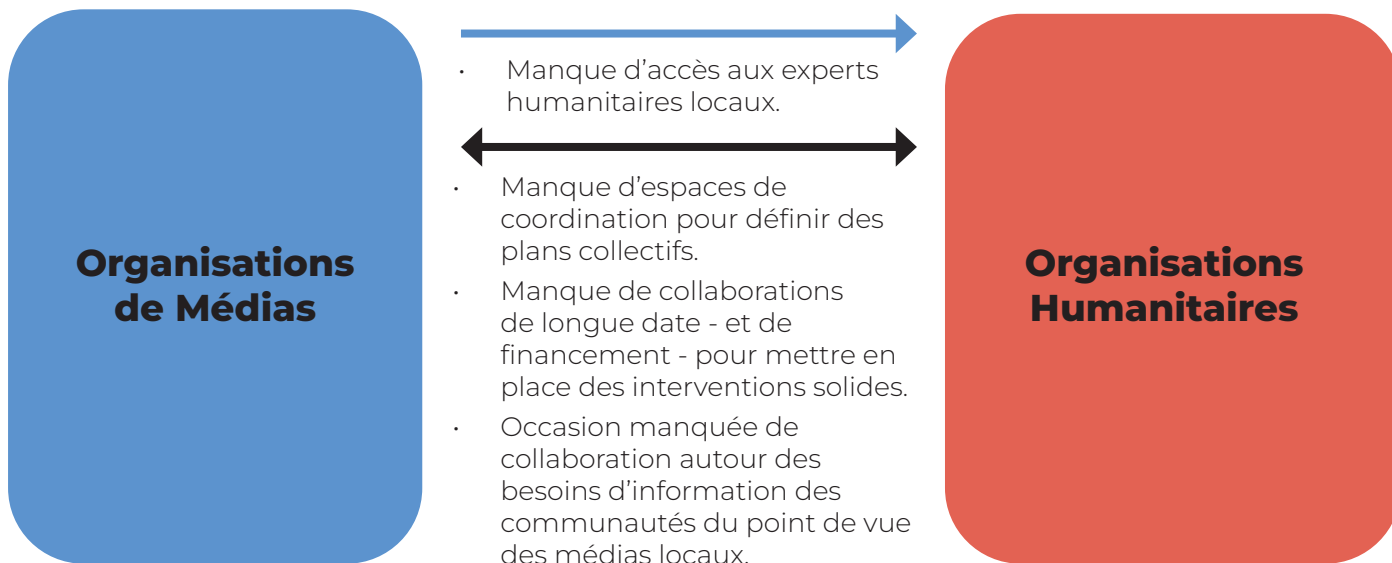 Organisations
de Médias
· Manque d’accès aux experts
humanitaires locaux.
· Manque d’espaces de
coordination pour définir des
plans collectifs.
· Manque de collaborations
de longue date - et de
financement - pour mettre en
place des interventions solides.
· Occasion manquée de
collaboration autour des
besoins d’information des
communautés du point de vue
des médias locaux.
Organisations
Humanitaires